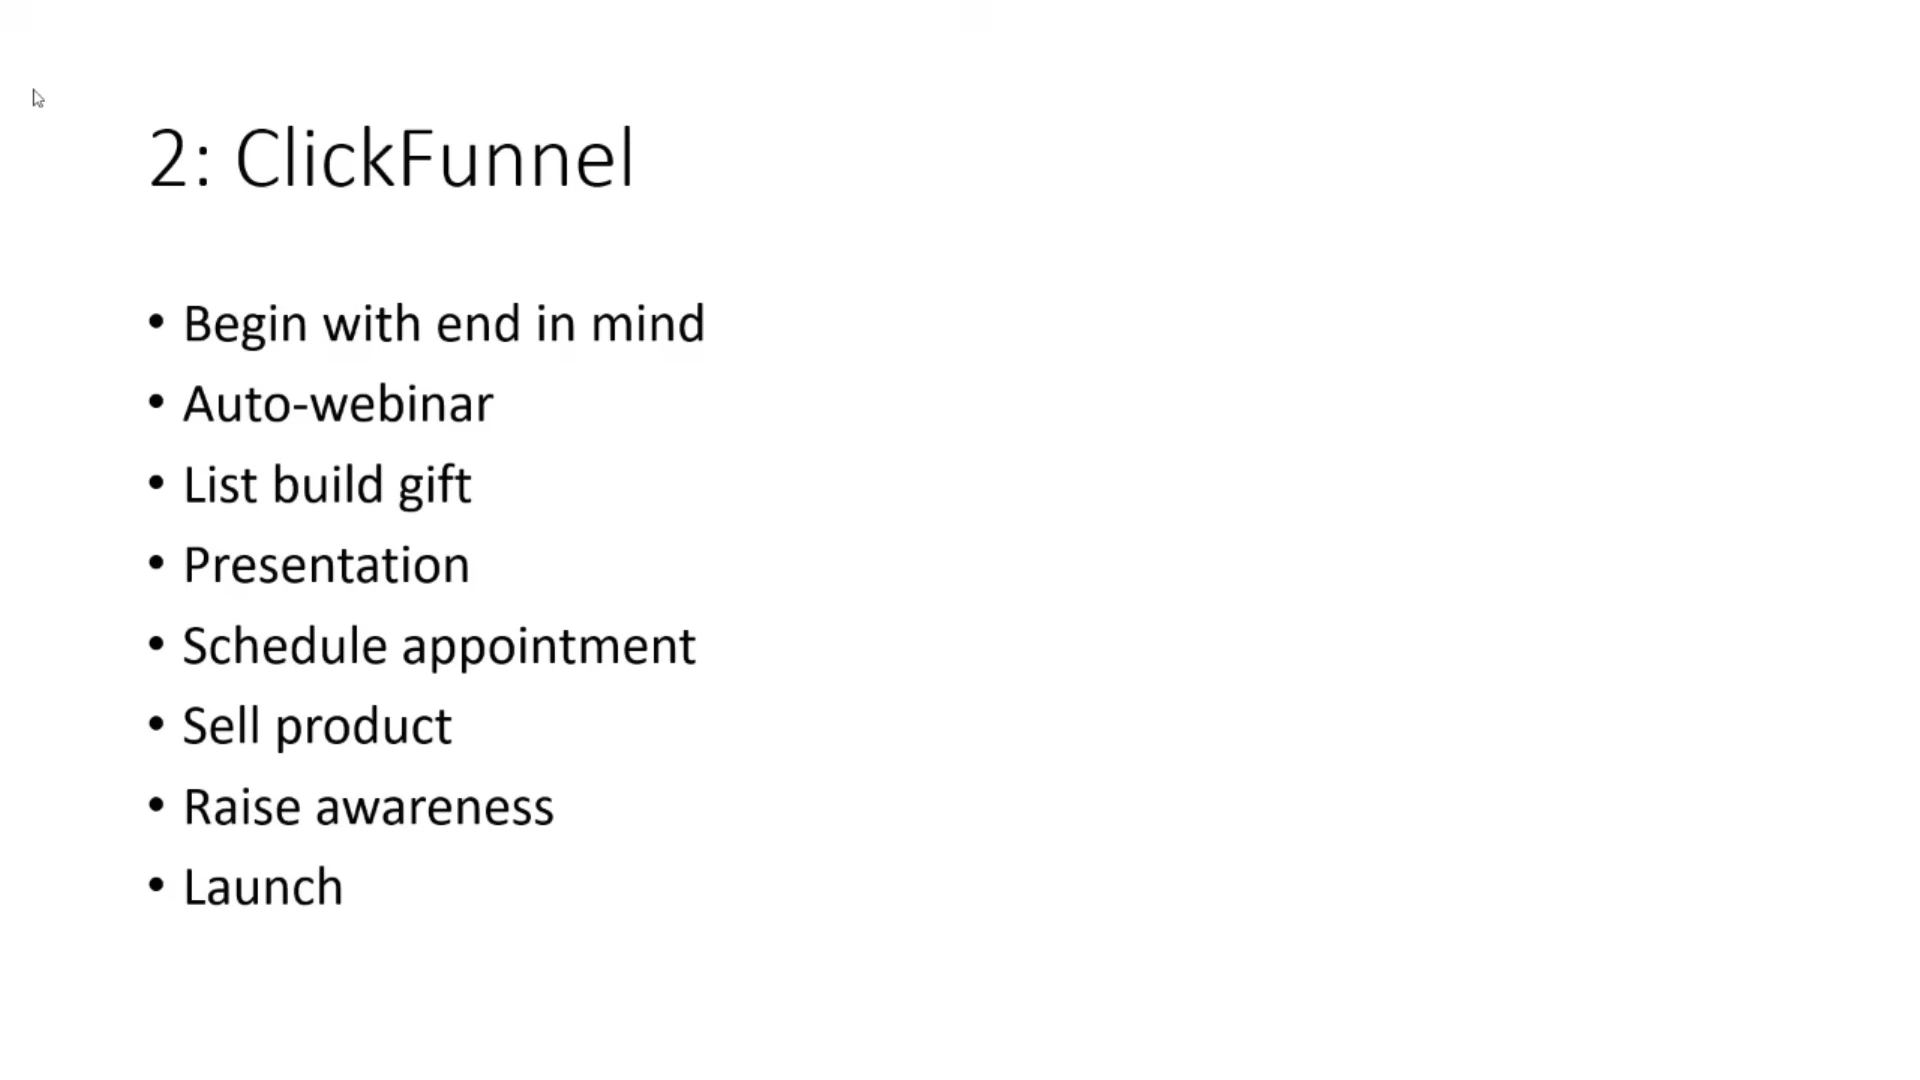 2: ClickFunnel
• Begin with end in mind
• Auto-webinar
• List build gift
• Presentation
• Schedule appointment
• Sell product
• Raise awareness
• Launch